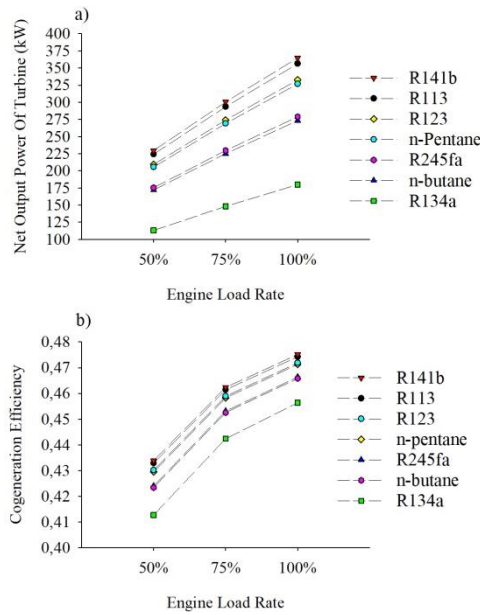 a)
Net Output Power Of Turbine (kW)
400
375
350
325
300
275
250
225
200
175
150
125
100
50%
75%
100%
Engine Load Rate
R141b
R113
R123
n-Pentane
R245fa
n-butane
R134a
b)
Cogeneration Efficiency
0,48
0,47
0,46
0,45
0,44
0,43
0,42
0,41
0,40
50%
75%
100%
Engine Load Rate
R141b
R113
R123
n-pentane
R245fa
n-butane
R134a